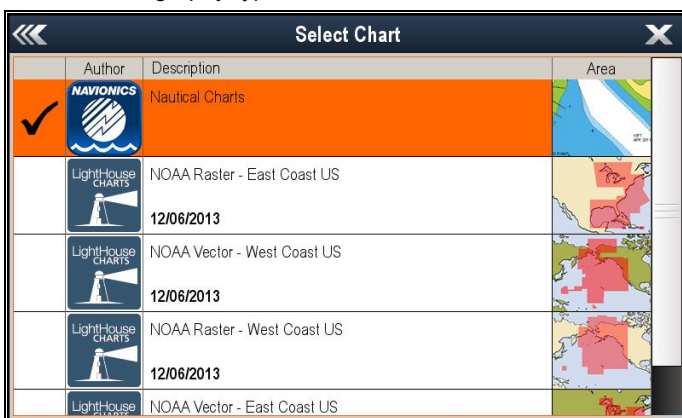 Select Chart
Author Description Area
NAVIONICS
Nautical Charts
LightHouse
CHARTS
NOAA Raster - East Coast US
12/06/2013
LightHouse
CHARTS
NOAA Vector - West Coast US
12/06/2013
LightHouse
CHARTS
NOAA Raster - West Coast US
12/06/2013
LightHouse
CHARTS
NOAA Vector - East Coast US